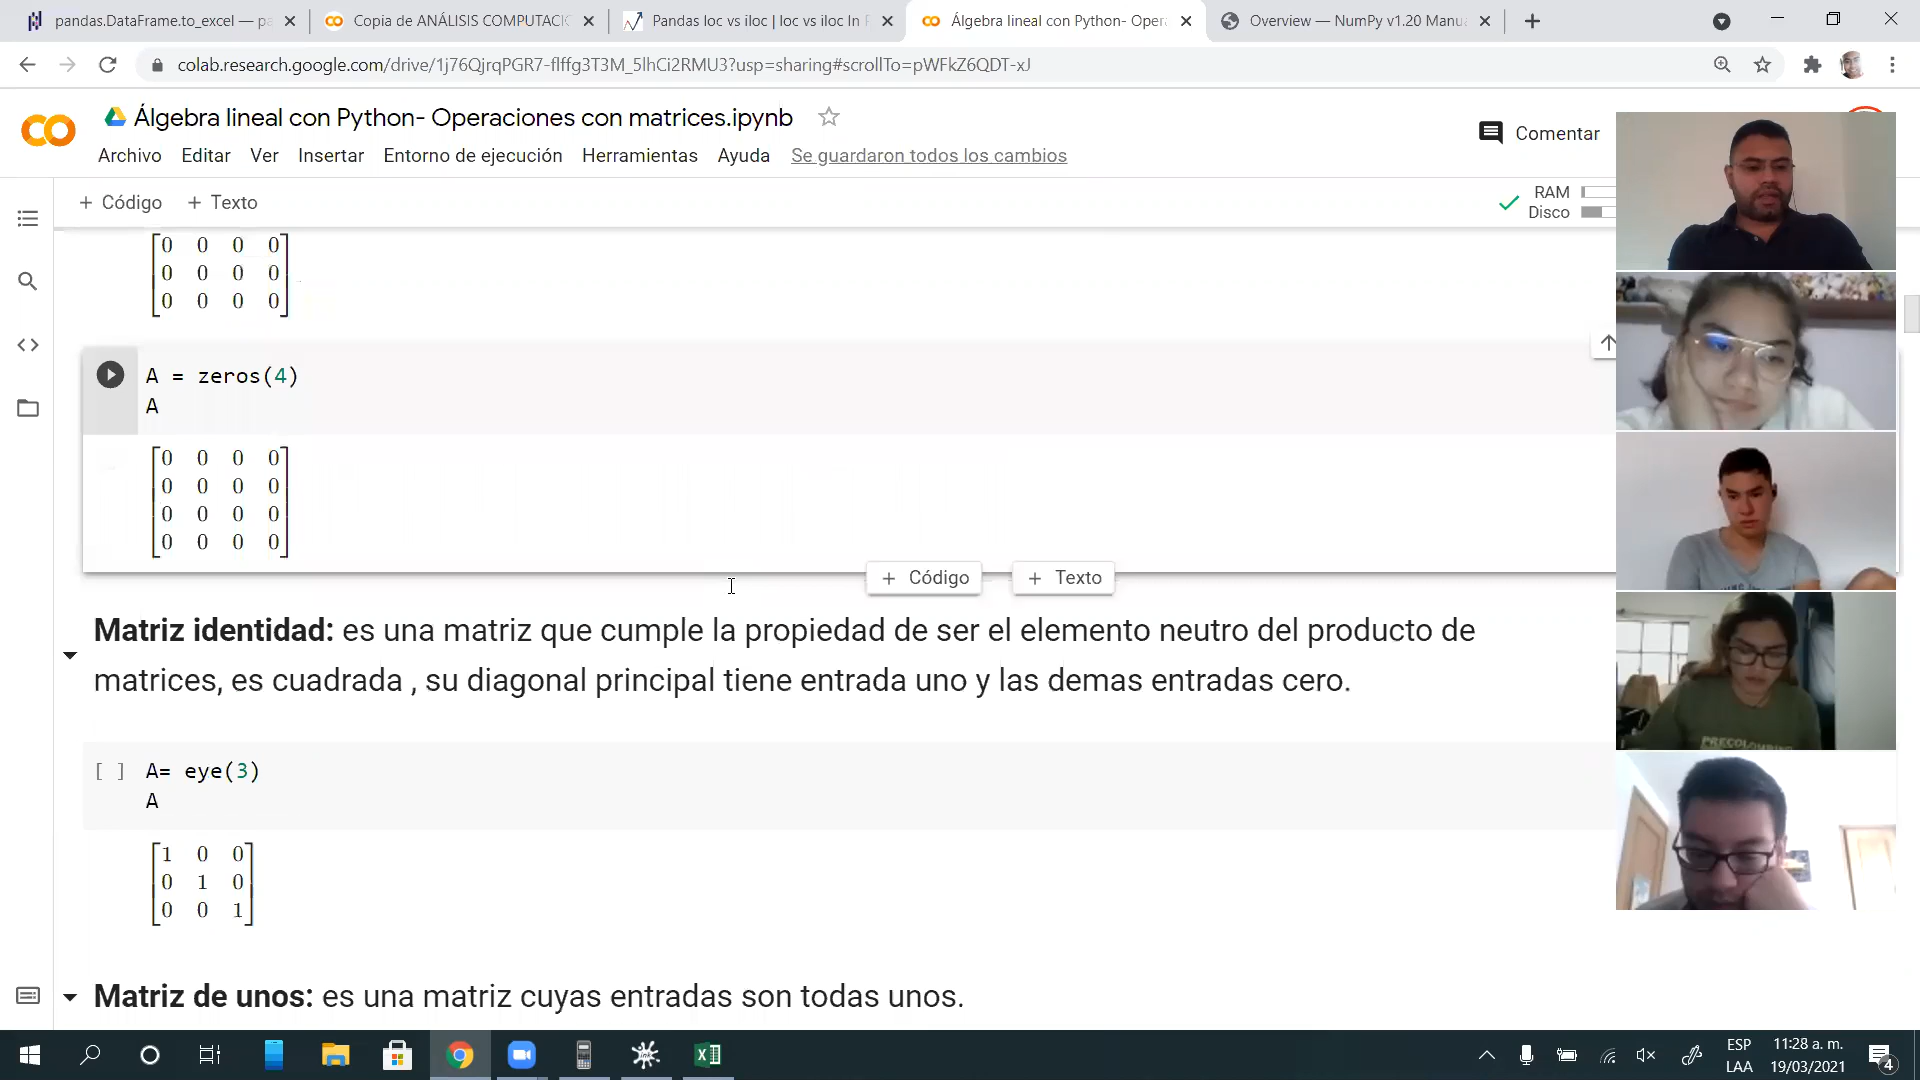 pandas.DataFrame.to_excel — pa
Copia de ANÁLISIS COMPUTACI
Pandas loc vs iloc | loc vs iloc In P
Álgebra lineal con Python- Oper
Overview — NumPy v1.20 Manu
colab.research.google.com/drive/1j76QjrqPGR7-flffg3T3M_5lhCi2RMU3?usp=sharing#scrollTo=pWFkZ6QDT-xJ
Álgebra lineal con Python- Operaciones con matrices.ipynb
Comentar
Archivo Editar Ver Insertar Entorno de ejecución Herramientas Ayuda Se guardaron todos los cambios
+ Código + Texto
RAM
Disco
0 0 0 0
0 0 0 0
0 0 0 0
A = zeros(4)
A
0 0 0 0
0 0 0 0
0 0 0 0
0 0 0 0
+ Código + Texto
Matriz identidad: es una matriz que cumple la propiedad de ser el elemento neutro del producto de
matrices, es cuadrada , su diagonal principal tiene entrada uno y las demas entradas cero.
[ ] A= eye(3)
A
1 0 0
0 1 0
0 0 1
Matriz de unos: es una matriz cuyas entradas son todas unos.
PRECOLOMBINO
ESP
LAA
11:28 a. m.
19/03/2021
4